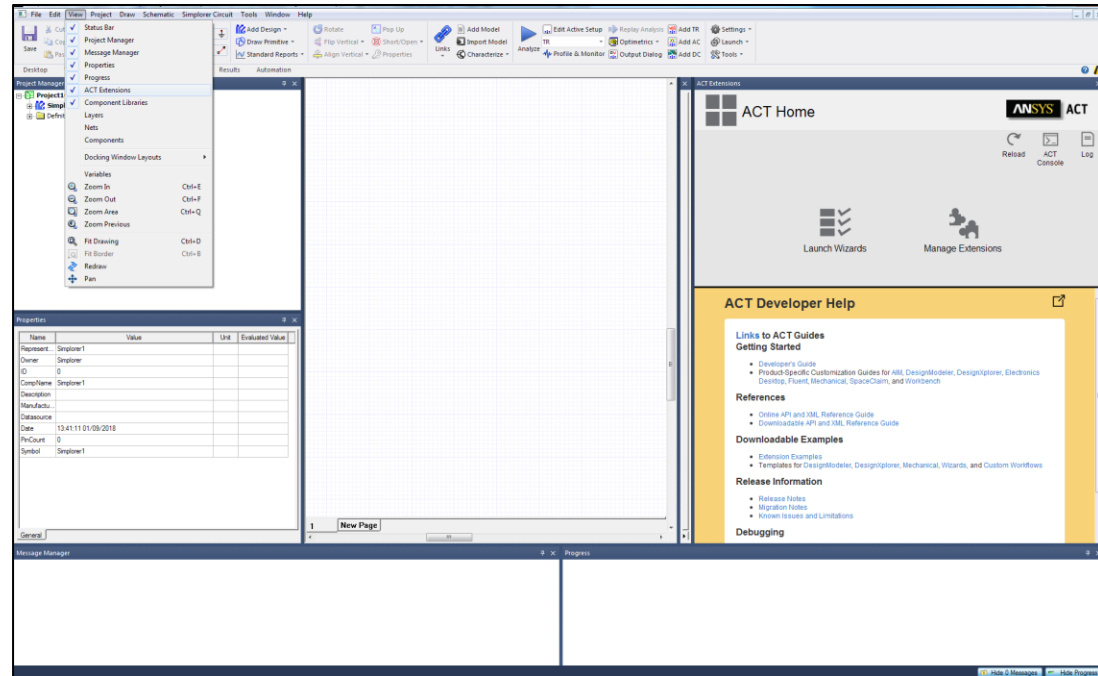 File Edit View Project Draw Schematic Simplorer Circuit Tools Window Help
Save
Desktop
Status Bar
Project Manager
Message Manager
Properties
Progress
ACT Extensions
Component Libraries
Layers
Nets
Components
Docking Window Layouts
Variables
Zoom In Ctrl+E
Zoom Out Ctrl+F
Zoom Area Ctrl+Q
Zoom Previous
Fit Drawing Ctrl+D
Fit Border Ctrl+B
Redraw
Pan
Add Design
Draw Primitive
Standard Reports
Results Automation
Rotate Pop Up
Flip Vertical Short/Open
Align Vertical Properties
Links
Add Model
Import Model
Characterize
Analyze
Edit Active Setup Replay Analysis Add TR
TR Optimetrics Add AC
Profile & Monitor Output Dialog Add DC
Settings
Launch
Tools
Project Manager
Project1
Simpl
Definit
Properties
Name Value Unit Evaluated Value
Represent... Simplorer1
Owner Simplorer
ID 0
CompName Simplorer1
Description
Manufactu...
Datasource
Date 13:41:11 01/09/2018
PinCount 0
Symbol Simplorer1
General
1 New Page
ACT Extensions
ACT Home
ANSYS ACT
Reload ACT Console Log
Launch Wizards Manage Extensions
ACT Developer Help
Links to ACT Guides
Getting Started
Developer's Guide
Product-Specific Customization Guides for AIM, DesignModeler, DesignXplorer, Electronics
Desktop, Fluent, Mechanical, SpaceClaim, and Workbench
References
Online API and XML Reference Guide
Downloadable API and XML Reference Guide
Downloadable Examples
Extension Examples
Templates for DesignModeler, DesignXplorer, Mechanical, Wizards, and Custom Workflows
Release Information
Release Notes
Migration Notes
Known Issues and Limitations
Debugging
Message Manager
Progress
Hide 0 Messages Hide Progress